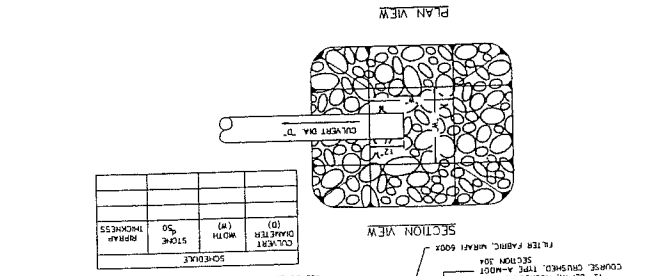 COURSE, CRUSHED, TYPE A-MDOT
SECTION 304
FILTER FABRIC, MIRAFI 600X
SECTION VIEW
SCHEDULE
CULVERT
DIAMETER
(D)
WIDTH
(W)
STONE
d50
RIPRAP
THICKNESS
12"
CULVERT DIA. "D"
PLAN VIEW